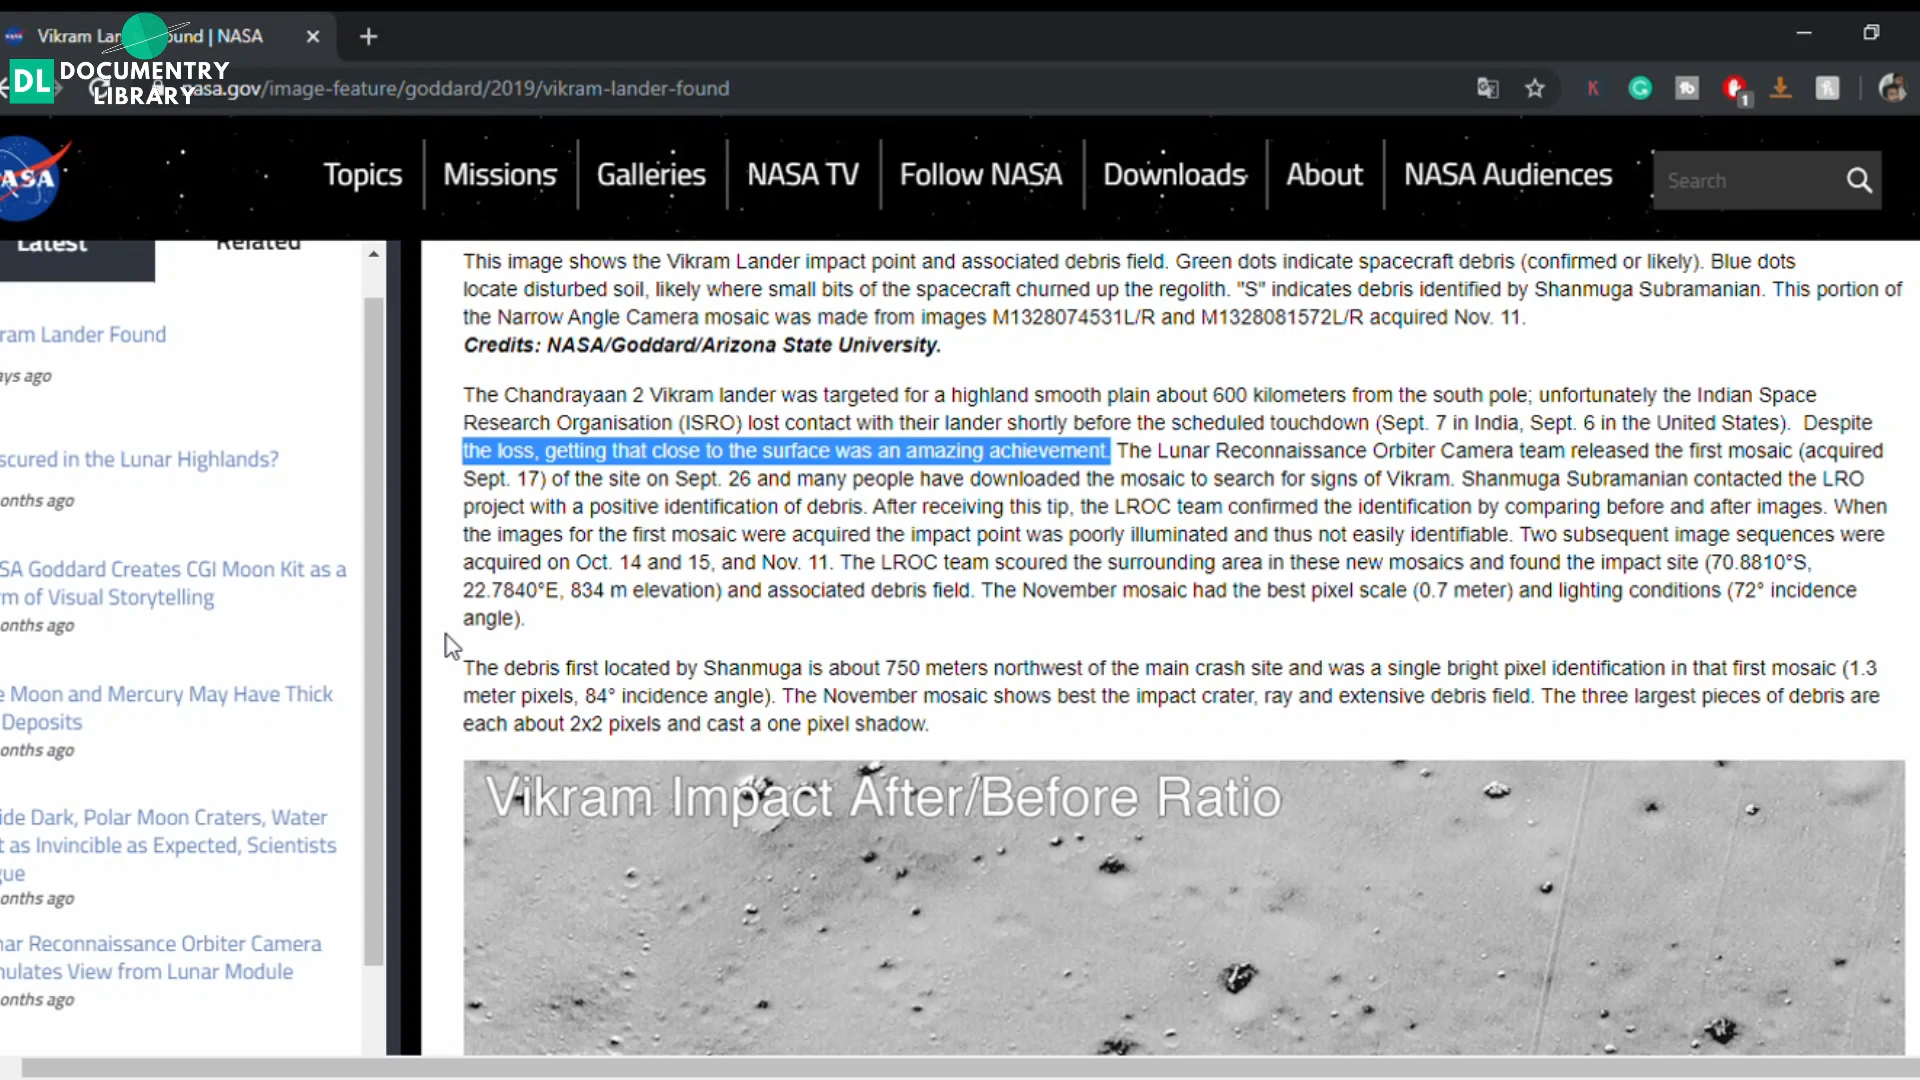 Vikram Lan ound | NASA
DL DOCUMENTRY
LIBRARY
nasa.gov/image-feature/goddard/2019/vikram-lander-found
1
Topics Missions Galleries NASA TV Follow NASA Downloads About NASA Audiences Search
Latest Related
ram Lander Found
ays ago
scured in the Lunar Highlands?
onths ago
SA Goddard Creates CGI Moon Kit as a
rm of Visual Storytelling
onths ago
e Moon and Mercury May Have Thick
Deposits
onths ago
ide Dark, Polar Moon Craters, Water
t as Invincible as Expected, Scientists
gue
onths ago
nar Reconnaissance Orbiter Camera
mulates View from Lunar Module
onths ago
This image shows the Vikram Lander impact point and associated debris field. Green dots indicate spacecraft debris (confirmed or likely). Blue dots
locate disturbed soil, likely where small bits of the spacecraft churned up the regolith. "S" indicates debris identified by Shanmuga Subramanian. This portion of
the Narrow Angle Camera mosaic was made from images M1328074531L/R and M1328081572L/R acquired Nov. 11.
Credits: NASA/Goddard/Arizona State University.
The Chandrayaan 2 Vikram lander was targeted for a highland smooth plain about 600 kilometers from the south pole; unfortunately the Indian Space
Research Organisation (ISRO) lost contact with their lander shortly before the scheduled touchdown (Sept. 7 in India, Sept. 6 in the United States). Despite
the loss, getting that close to the surface was an amazing achievement. The Lunar Reconnaissance Orbiter Camera team released the first mosaic (acquired
Sept. 17) of the site on Sept. 26 and many people have downloaded the mosaic to search for signs of Vikram. Shanmuga Subramanian contacted the LRO
project with a positive identification of debris. After receiving this tip, the LROC team confirmed the identification by comparing before and after images. When
the images for the first mosaic were acquired the impact point was poorly illuminated and thus not easily identifiable. Two subsequent image sequences were
acquired on Oct. 14 and 15, and Nov. 11. The LROC team scoured the surrounding area in these new mosaics and found the impact site (70.8810°S,
22.7840°E, 834 m elevation) and associated debris field. The November mosaic had the best pixel scale (0.7 meter) and lighting conditions (72° incidence
angle).
The debris first located by Shanmuga is about 750 meters northwest of the main crash site and was a single bright pixel identification in that first mosaic (1.3
meter pixels, 84° incidence angle). The November mosaic shows best the impact crater, ray and extensive debris field. The three largest pieces of debris are
each about 2x2 pixels and cast a one pixel shadow.
Vikram Impact After/Before Ratio